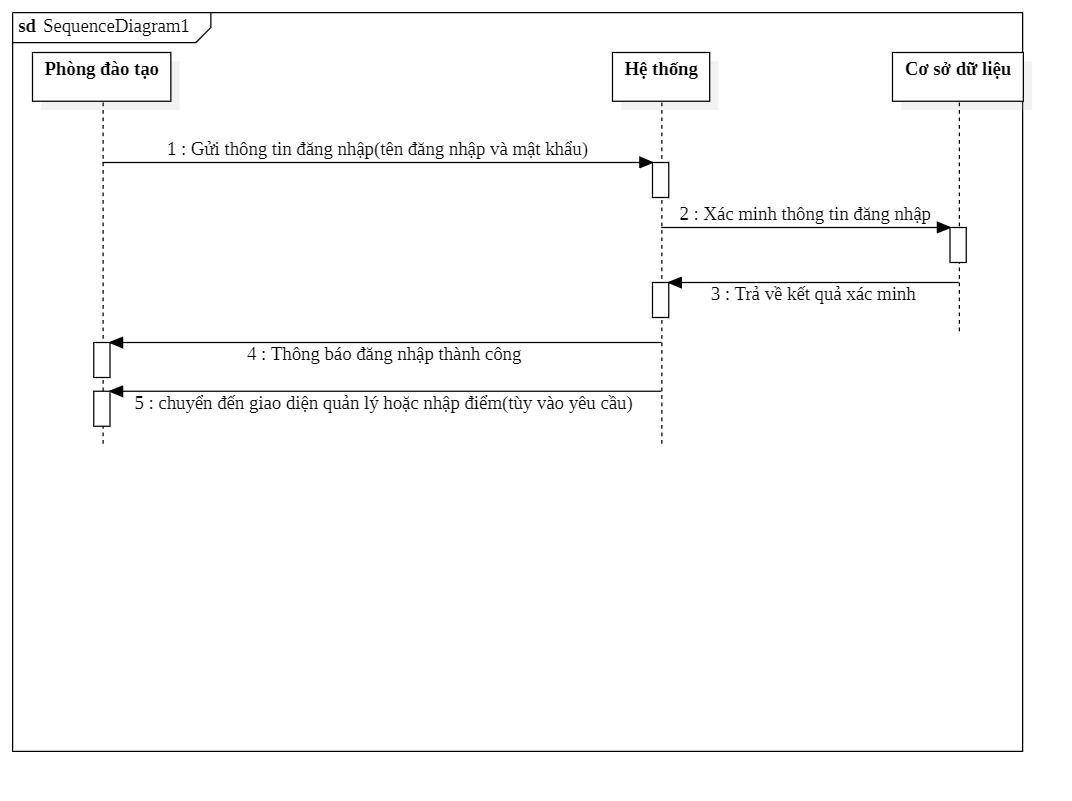 sd SequenceDiagram1
Phòng đào tạo
Hệ thống
Cơ sở dữ liệu
1 : Gửi thông tin đăng nhập(tên đăng nhập và mật khẩu)
2 : Xác minh thông tin đăng nhập
3 : Trả về kết quả xác minh
4 : Thông báo đăng nhập thành công
5 : chuyển đến giao diện quản lý hoặc nhập điểm(tùy vào yêu cầu)